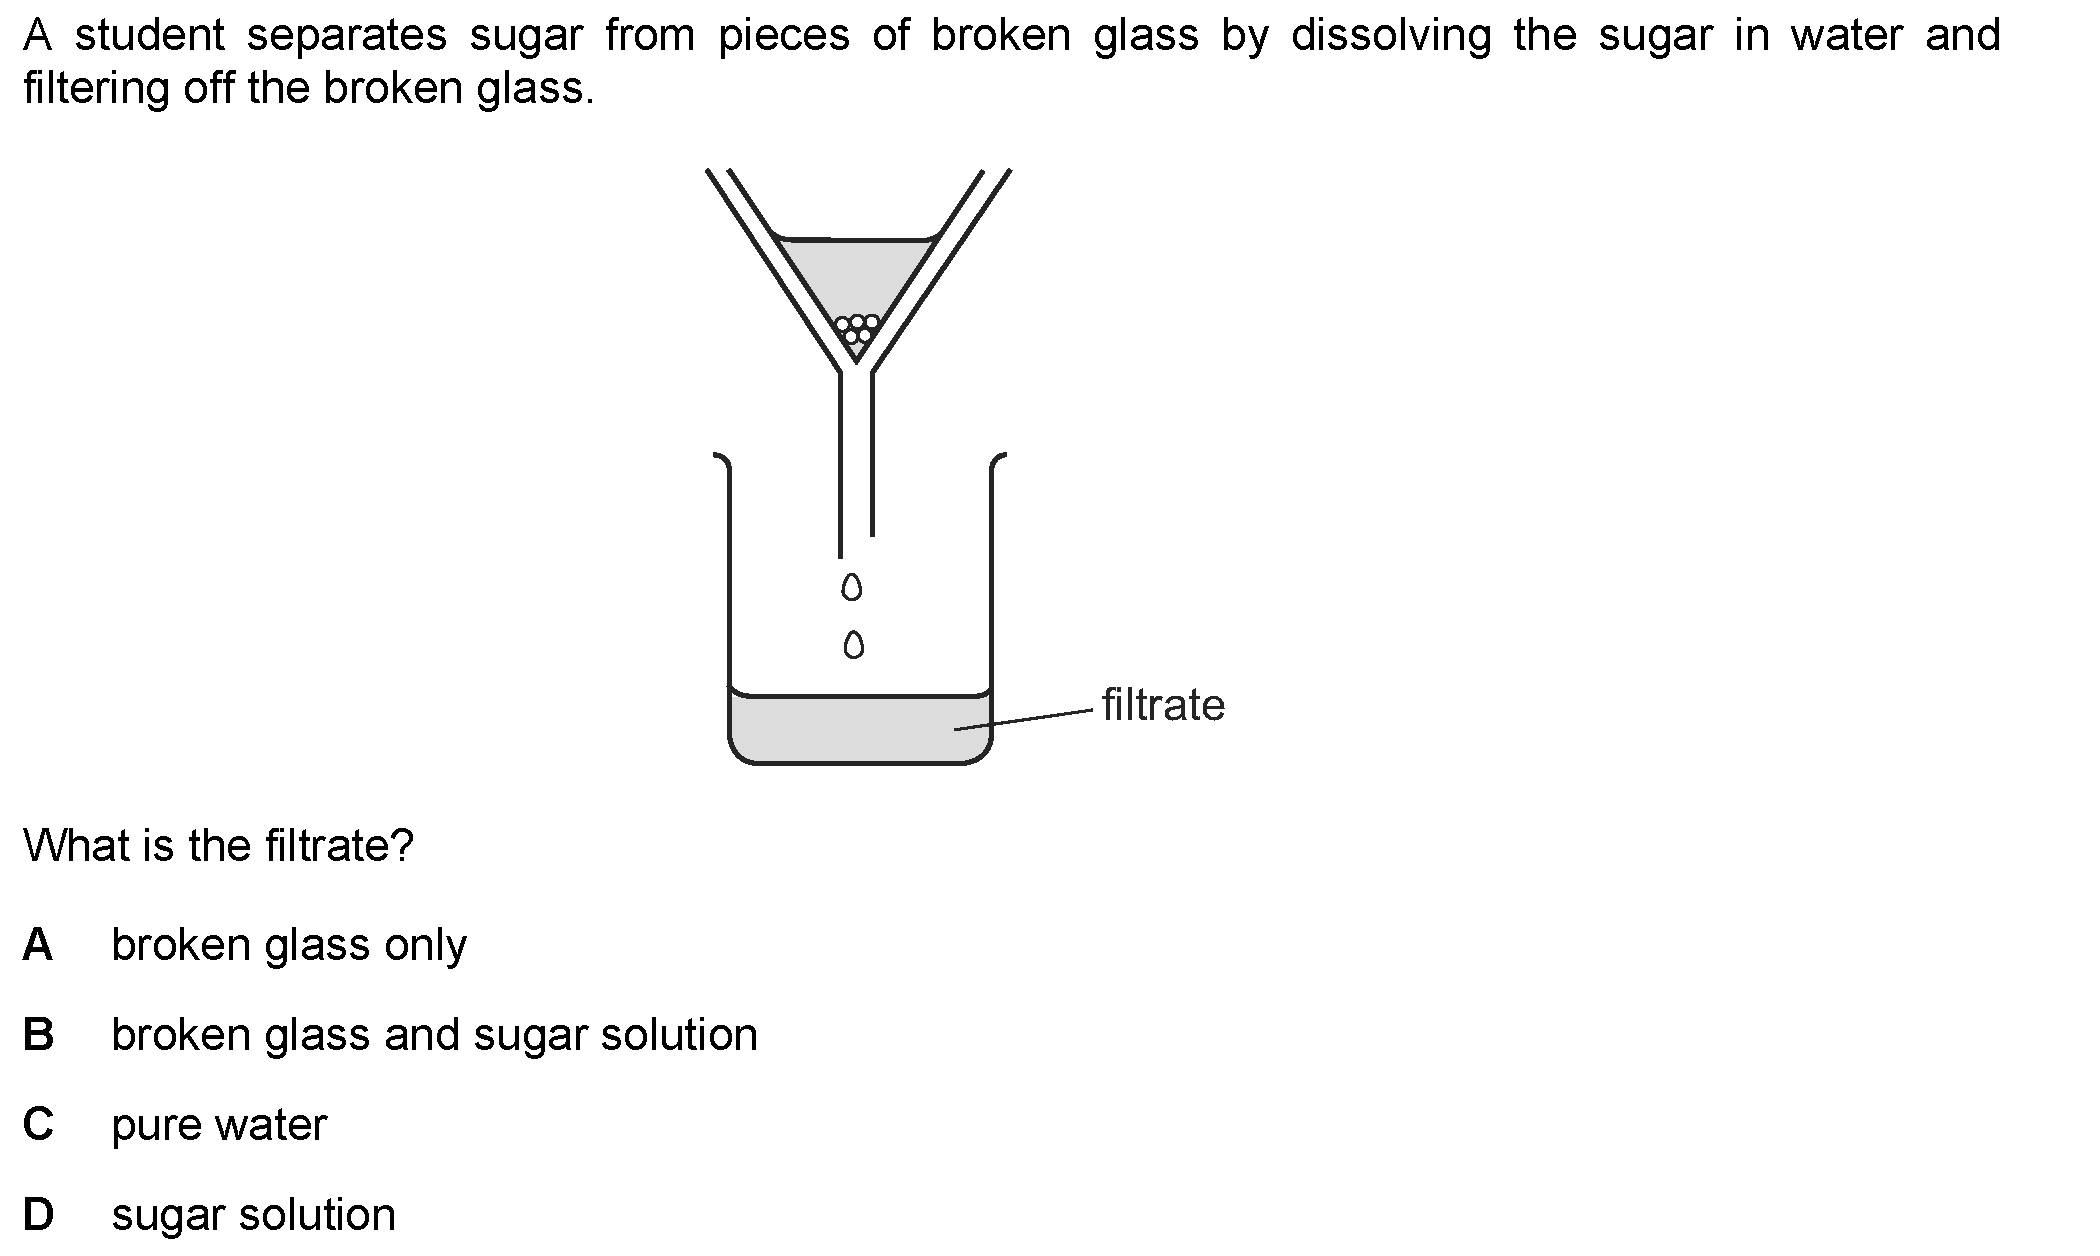 A student separates sugar from pieces of broken glass by dissolving the sugar in water and
filtering off the broken glass.
filtrate
What is the filtrate?
A broken glass only
B broken glass and sugar solution
C pure water
D sugar solution